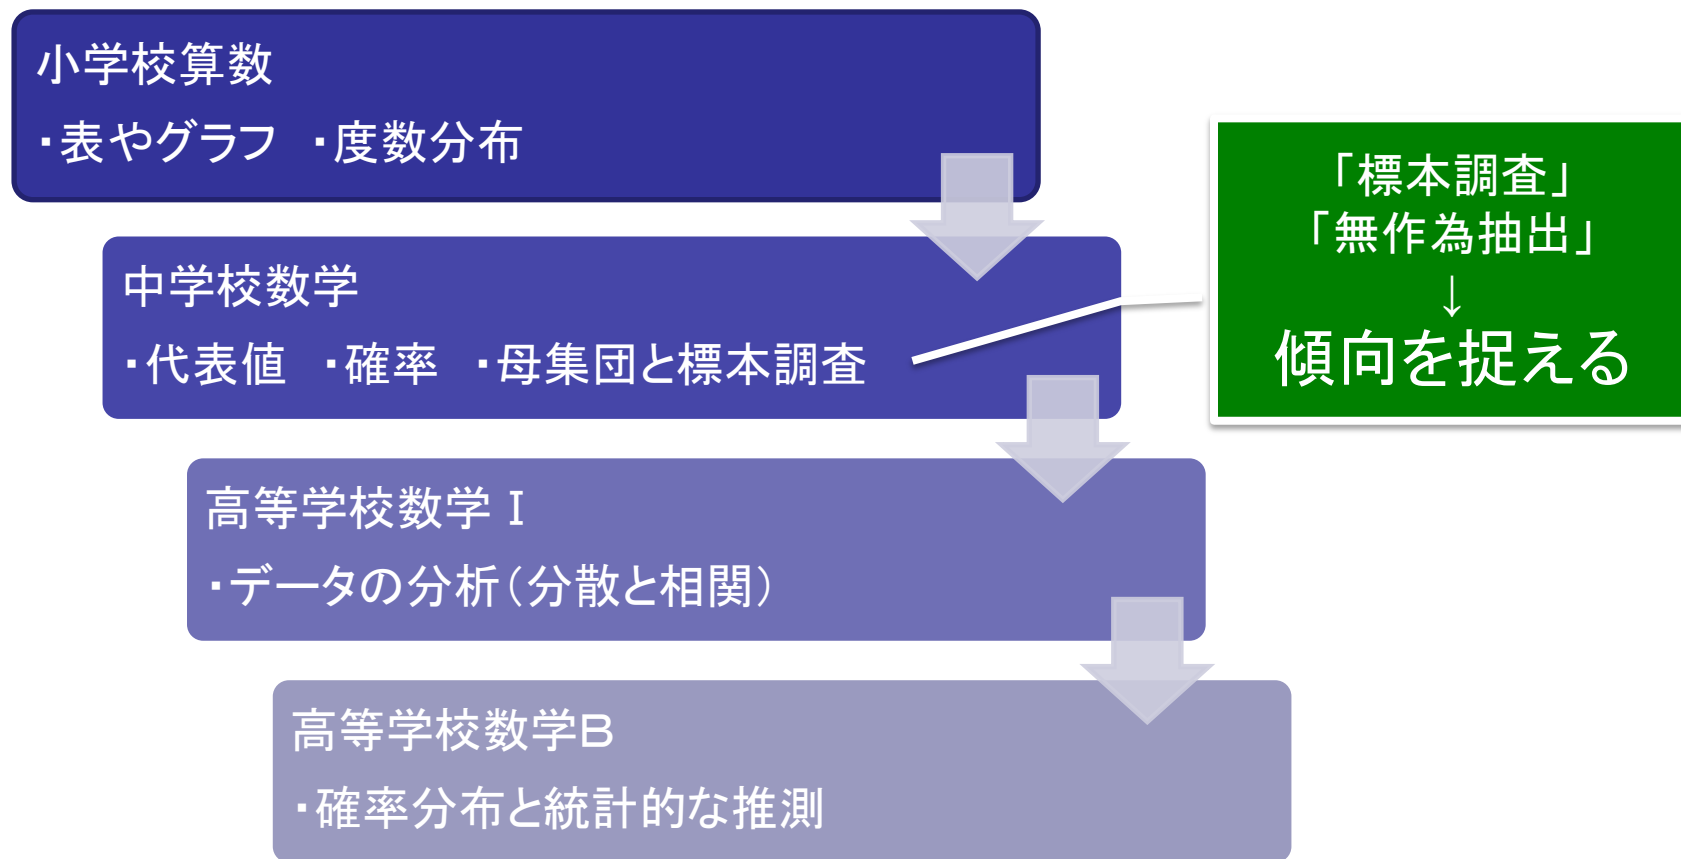 小学校算数
・表やグラフ ・度数分布
中学校数学
・代表値 ・確率 ・母集団と標本調査
「標本調査」
「無作為抽出」
↓
傾向を捉える
高等学校数学Ⅰ
・データの分析（分散と相関）
高等学校数学Ｂ
・確率分布と統計的な推測